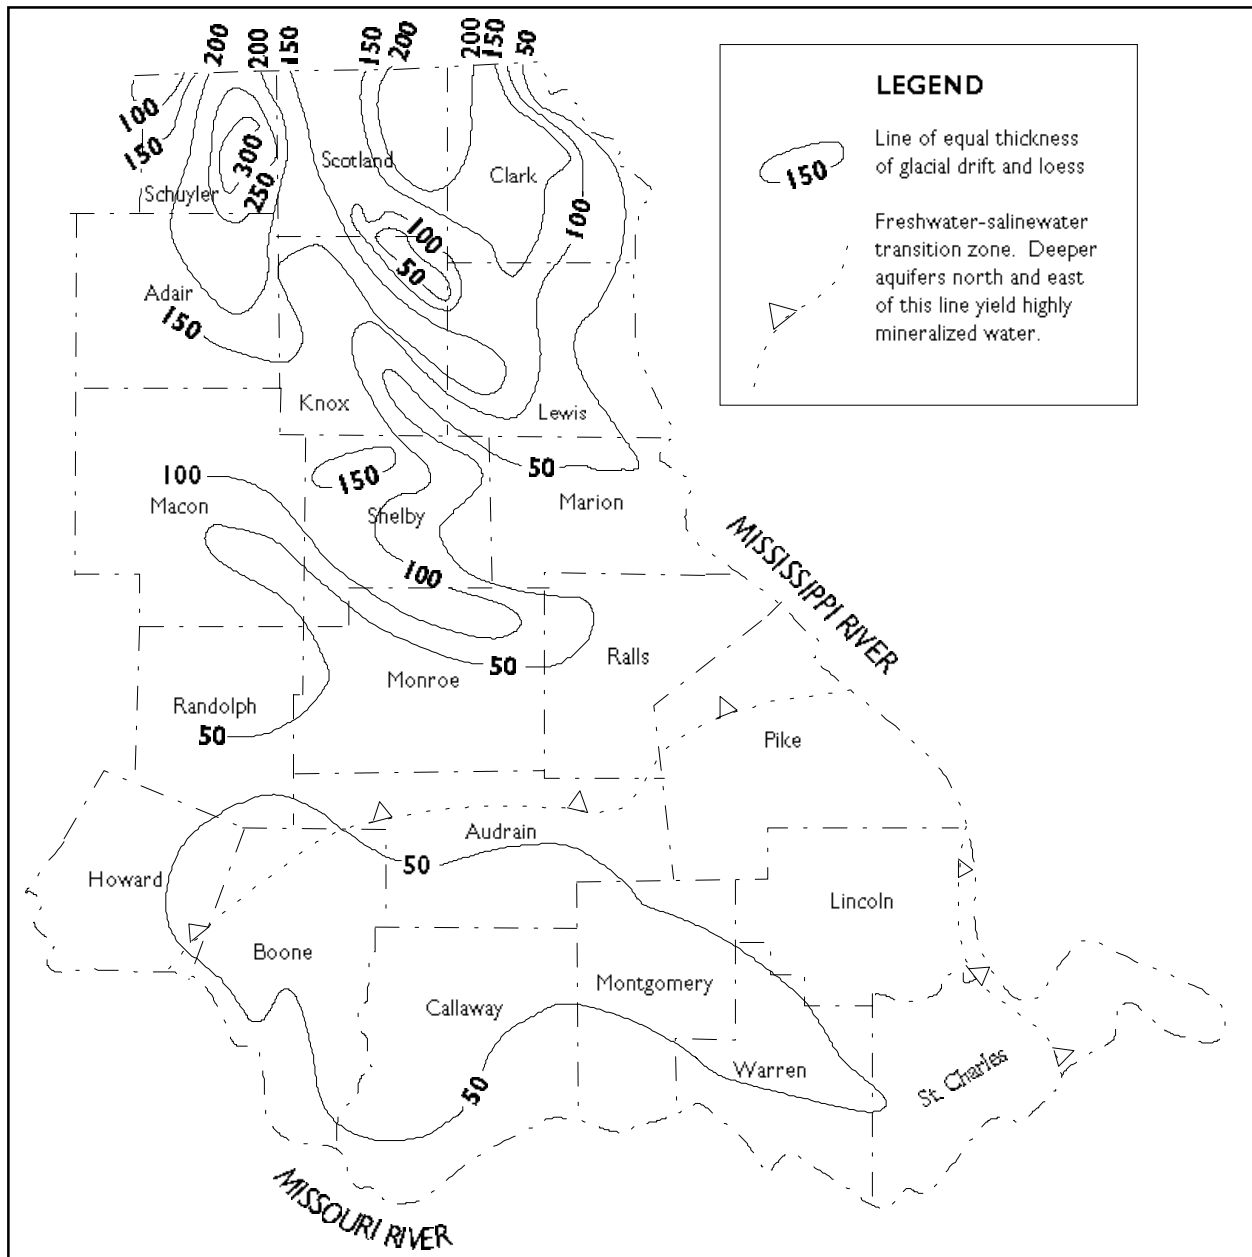 200
200
150
150
200
200
150
50
LEGEND
Line of equal thickness
of glacial drift and loess
150
Freshwater-salinewater
transition zone. Deeper
aquifers north and east
of this line yield highly
mineralized water.
100
150
300
250
Schuyler
Scotland
Clark
100
100
50
Adair
150
Knox
Lewis
50
100
Macon
150
Shelby
Marion
100
MISSISSIPPI RIVER
50
Monroe
Ralls
Randolph
50
Pike
Audrain
50
Howard
Lincoln
Boone
Montgomery
Callaway
50
Warren
St. Charles
MISSOURI RIVER